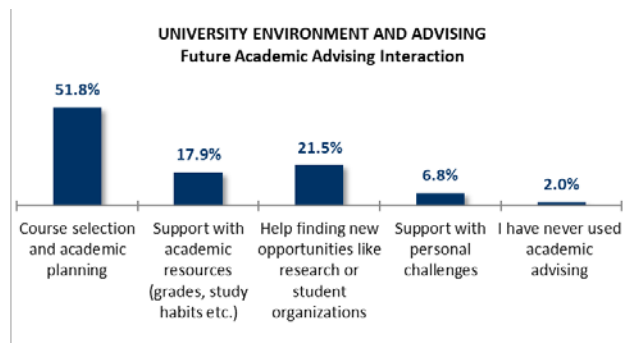 UNIVERSITY ENVIRONMENT AND ADVISING
Future Academic Advising Interaction
51.8%
17.9%
21.5%
6.8%
2.0%
Course selection
and academic
planning
Support with
academic
resources
(grades, study
habits etc.)
Help finding new
opportunities like
research or
student
organizations
Support with
personal
challenges
I have never used
academic
advising